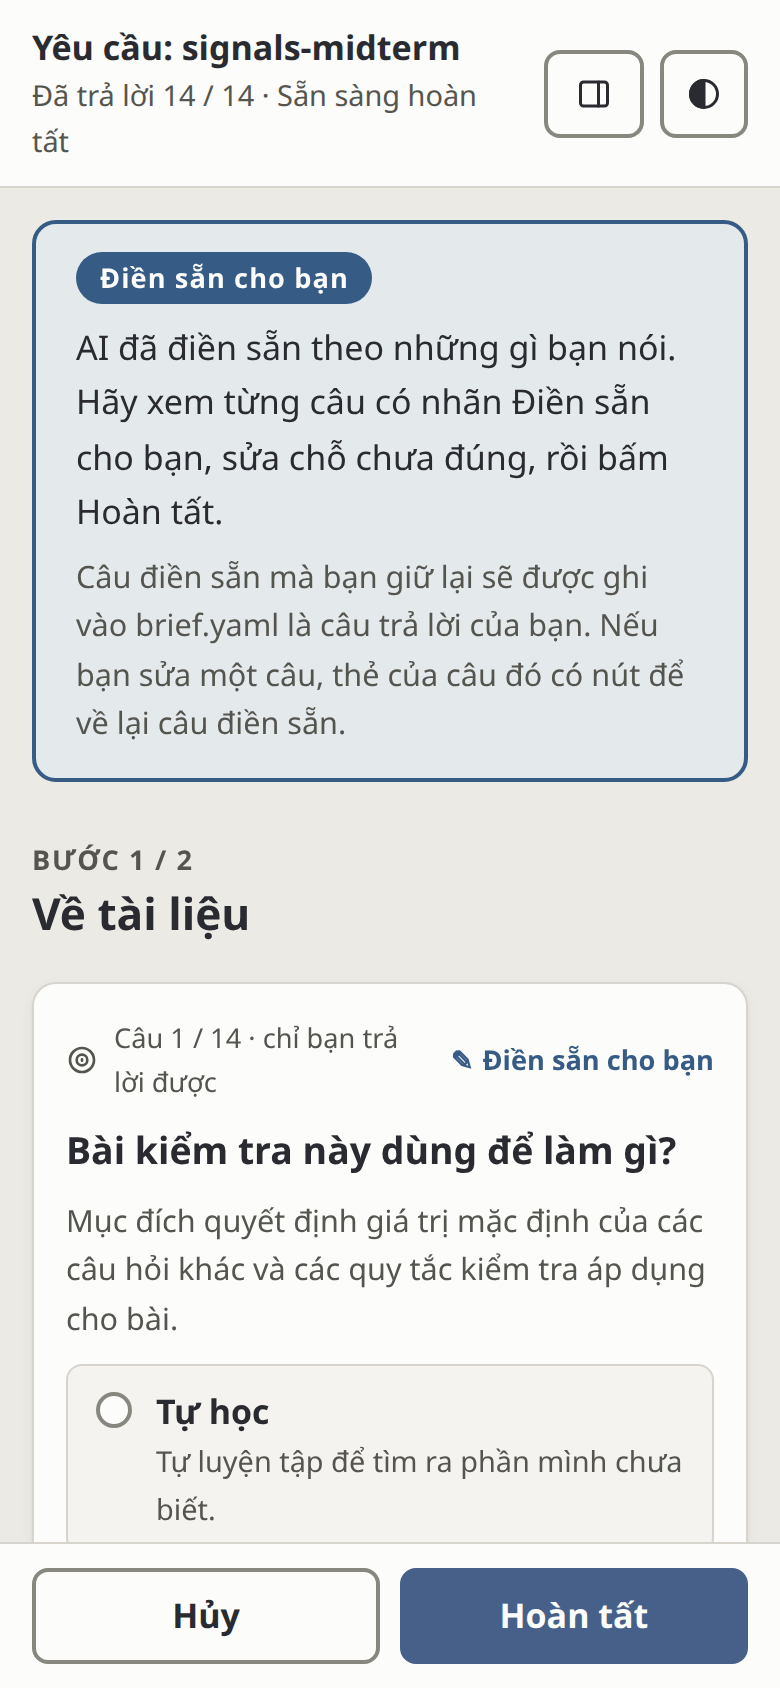 Yêu cầu: signals-midterm
Đã trả lời 14 / 14 · Sẵn sàng hoàn
tất
Điền sẵn cho bạn
AI đã điền sẵn theo những gì bạn nói.
Hãy xem từng câu có nhãn Điền sẵn
cho bạn, sửa chỗ chưa đúng, rồi bấm
Hoàn tất.
Câu điền sẵn mà bạn giữ lại sẽ được ghi
vào brief.yaml là câu trả lời của bạn. Nếu
bạn sửa một câu, thẻ của câu đó có nút để
về lại câu điền sẵn.
BƯỚC 1 / 2
Về tài liệu
Câu 1 / 14 · chỉ bạn trả
lời được
✎ Điền sẵn cho bạn
Bài kiểm tra này dùng để làm gì?
Mục đích quyết định giá trị mặc định của các
câu hỏi khác và các quy tắc kiểm tra áp dụng
cho bài.
Tự học
Tự luyện tập để tìm ra phần mình chưa
biết.
Hủy
Hoàn tất